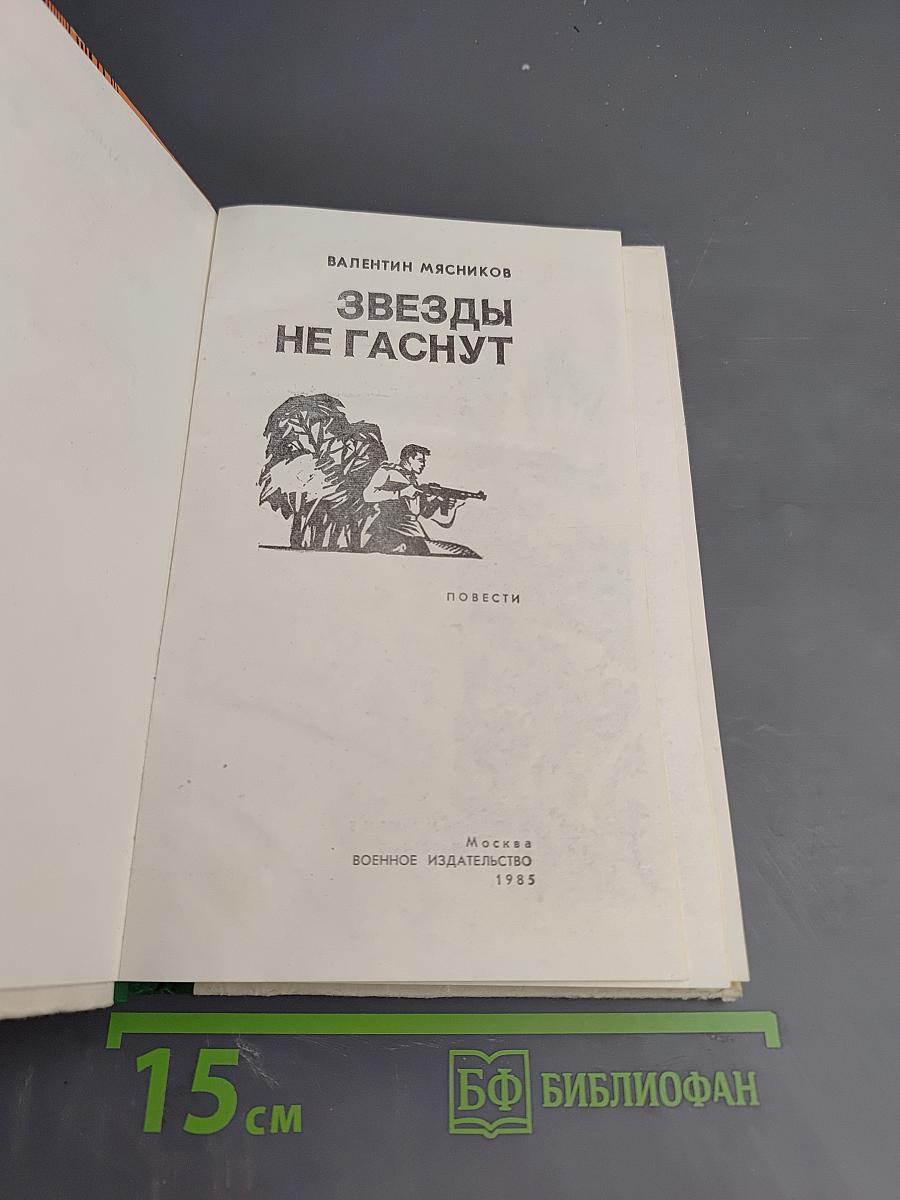 ВАЛЕНТИН МЯСНИКОВ
ЗВЕЗДЫ
НЕ ГАСНУТ
ПОВЕСТИ
Москва
ВОЕННОЕ ИЗДАТЕЛЬСТВО
1985
15 см
БФ БИБЛИОФАН